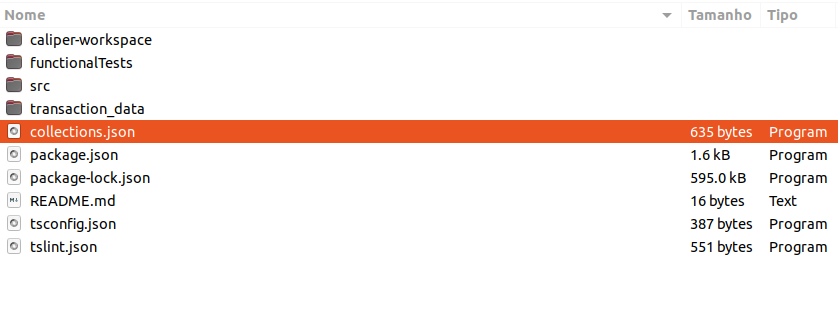 Nome Tamanho Tipo
caliper-workspace
functionalTests
src
transaction_data
collections.json 635 bytes Program
package.json 1.6 kB Program
package-lock.json 595.0 kB Program
README.md 16 bytes Text
tsconfig.json 387 bytes Program
tslint.json 551 bytes Program